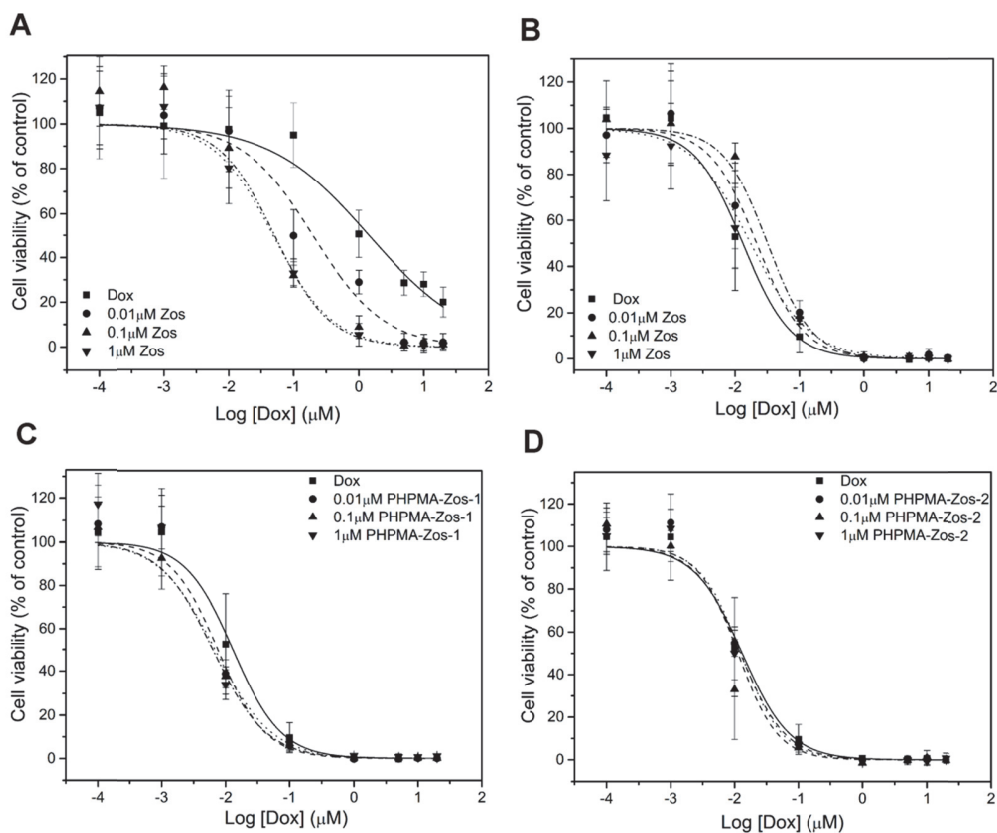 A
Cell viability (% of control)
120
100
80
60
40
20
0
Dox
0.01μM Zos
0.1μM Zos
1μM Zos
-4 -3 -2 -1 0 1 2
Log [Dox] (μM)
B
Cell viability (% of control)
120
100
80
60
40
20
0
Dox
0.01μM Zos
0.1μM Zos
1μM Zos
-4 -3 -2 -1 0 1 2
Log [Dox] (μM)
C
Cell viability (% of control)
120
100
80
60
40
20
0
Dox
0.01μM PHPMA-Zos-1
0.1μM PHPMA-Zos-1
1μM PHPMA-Zos-1
-4 -3 -2 -1 0 1 2
Log [Dox] (μM)
D
Cell viability (% of control)
120
100
80
60
40
20
0
Dox
0.01μM PHPMA-Zos-2
0.1μM PHPMA-Zos-2
1μM PHPMA-Zos-2
-4 -3 -2 -1 0 1 2
Log [Dox] (μM)